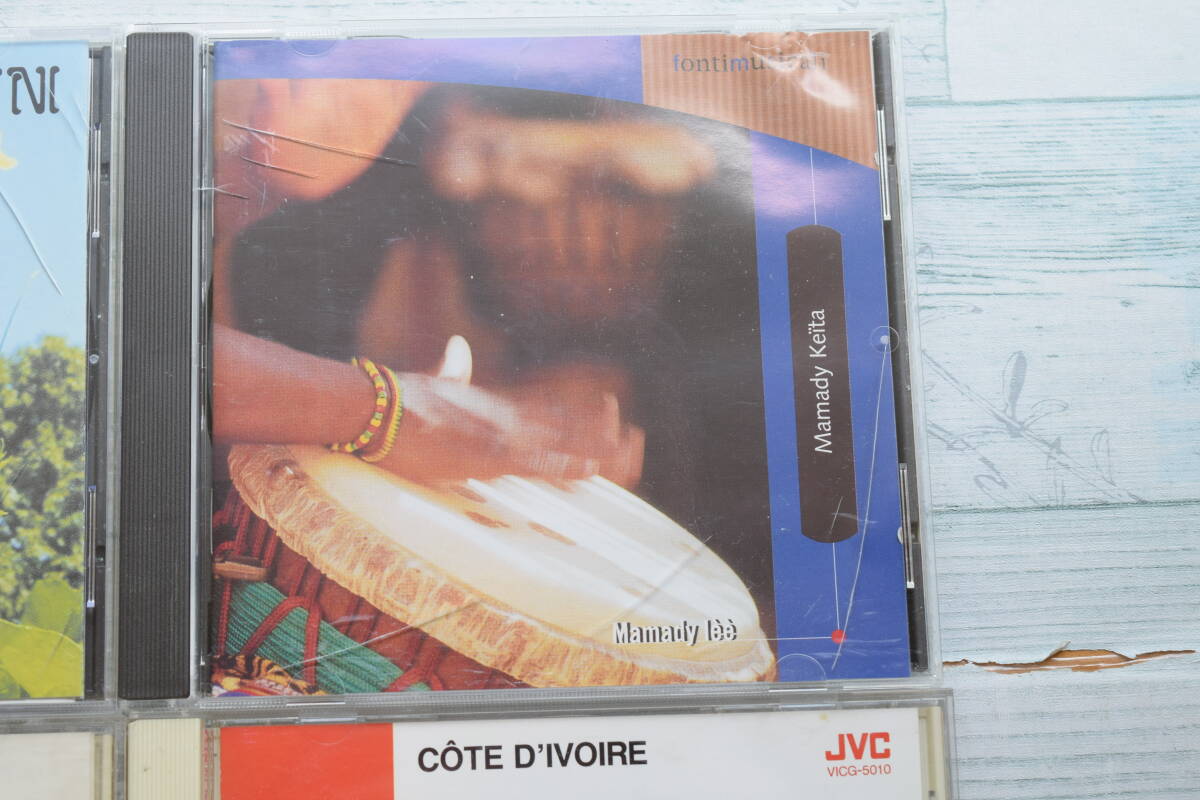 fontimusicali
Mamady Keïta
Mamady lèè
CÔTE D'IVOIRE
JVC
VICG-5010